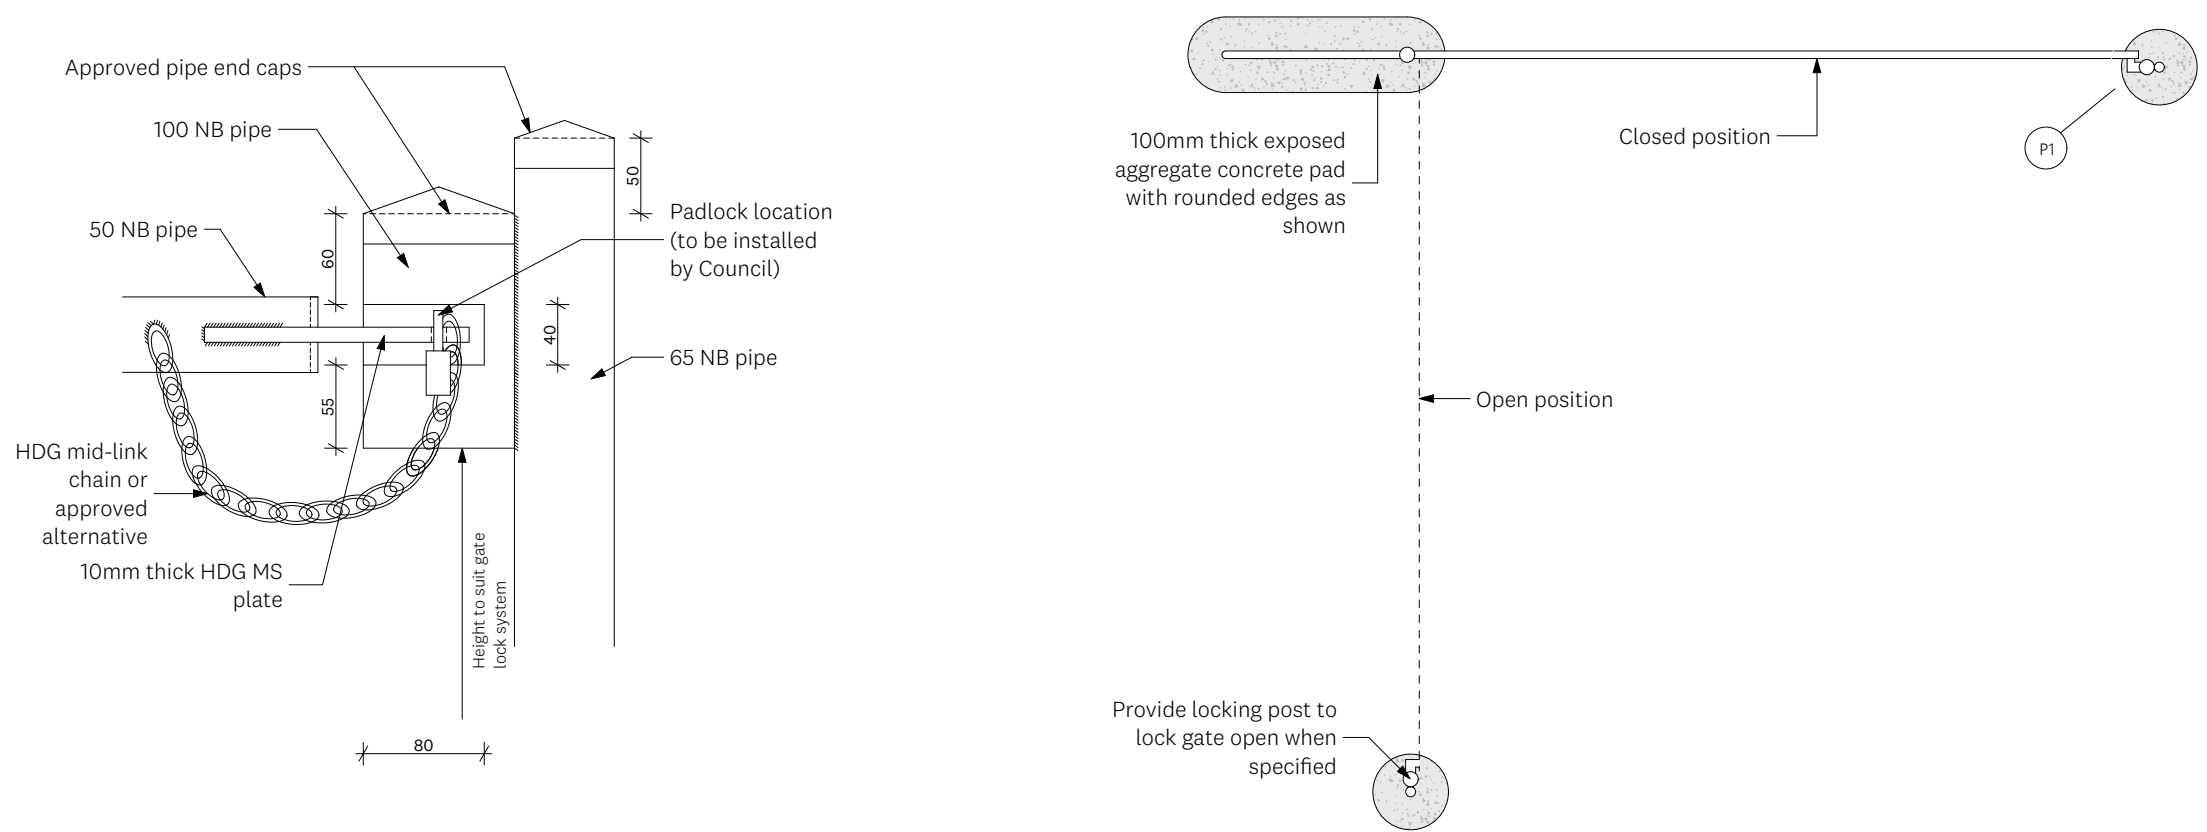 Approved pipe end caps
100 NB pipe
50 NB pipe
60
50
Padlock location
(to be installed
by Council)
40
65 NB pipe
55
HDG mid-link
chain or
approved
alternative
10mm thick HDG MS
plate
Height to suit gate
lock system
80
100mm thick exposed
aggregate concrete pad
with rounded edges as
shown
Closed position
P1
Open position
Provide locking post to
lock gate open when
specified